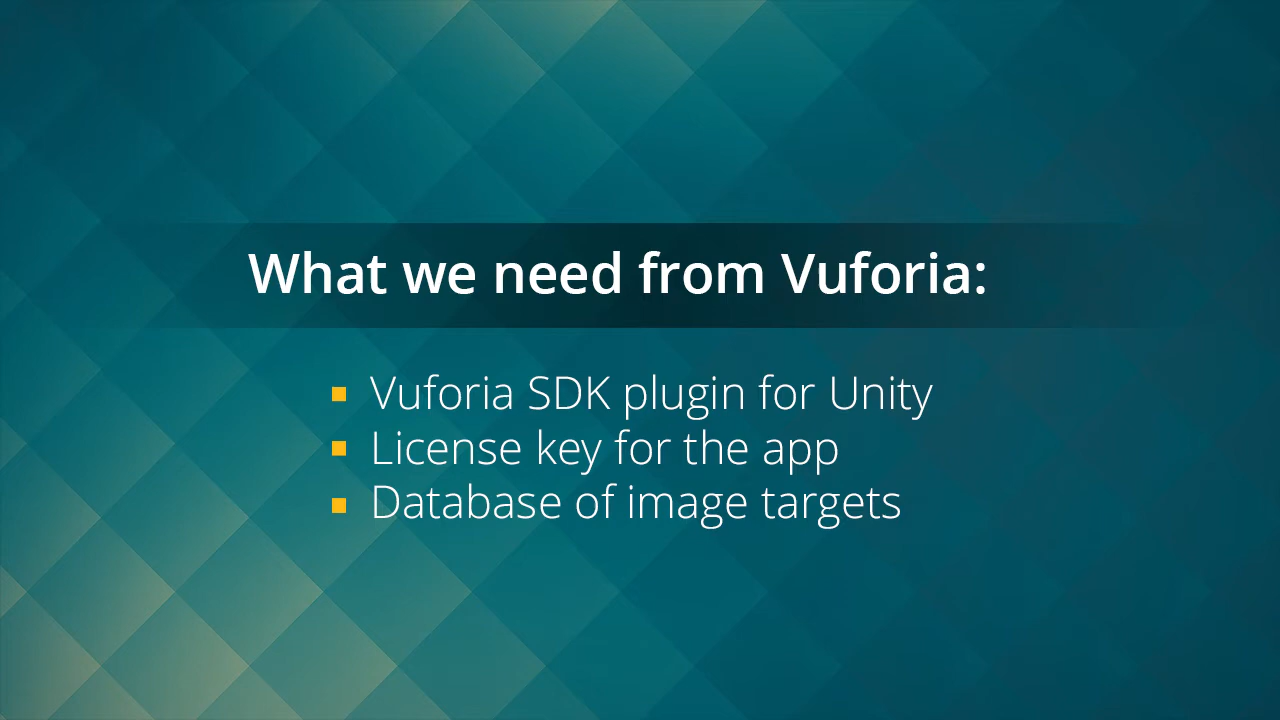 What we need from Vuforia:
Vuforia SDK plugin for Unity
License key for the app
Database of image targets